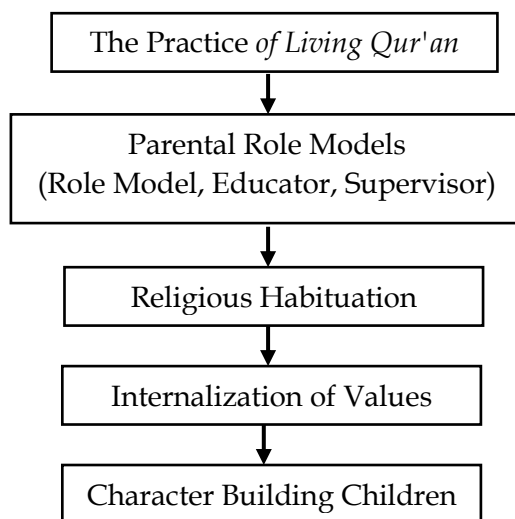 The Practice of Living Qur'an
Parental Role Models
(Role Model, Educator, Supervisor)
Religious Habituation
Internalization of Values
Character Building Children